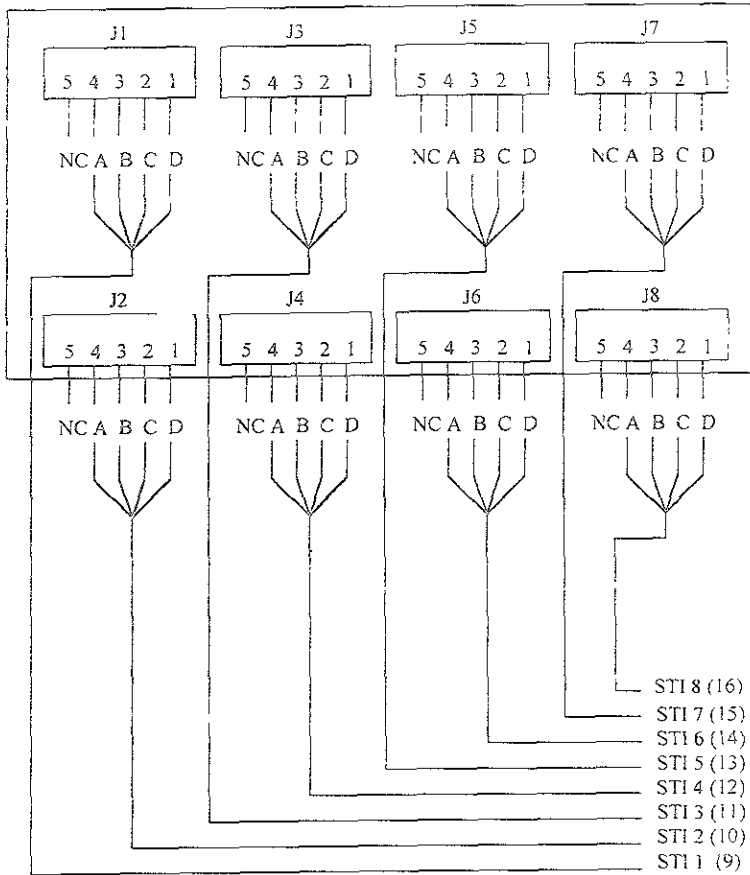 J1 J3 J5 J7
5 4 3 2 1 5 4 3 2 1 5 4 3 2 1 5 4 3 2 1
NC A B C D NC A B C D NC A B C D NC A B C D
J2 J4 J6 J8
5 4 3 2 1 5 4 3 2 1 5 4 3 2 1 5 4 3 2 1
NC A B C D NC A B C D NC A B C D NC A B C D
STI 8 (16)
STI 7 (15)
STI 6 (14)
STI 5 (13)
STI 4 (12)
STI 3 (11)
STI 2 (10)
STI 1 (9)